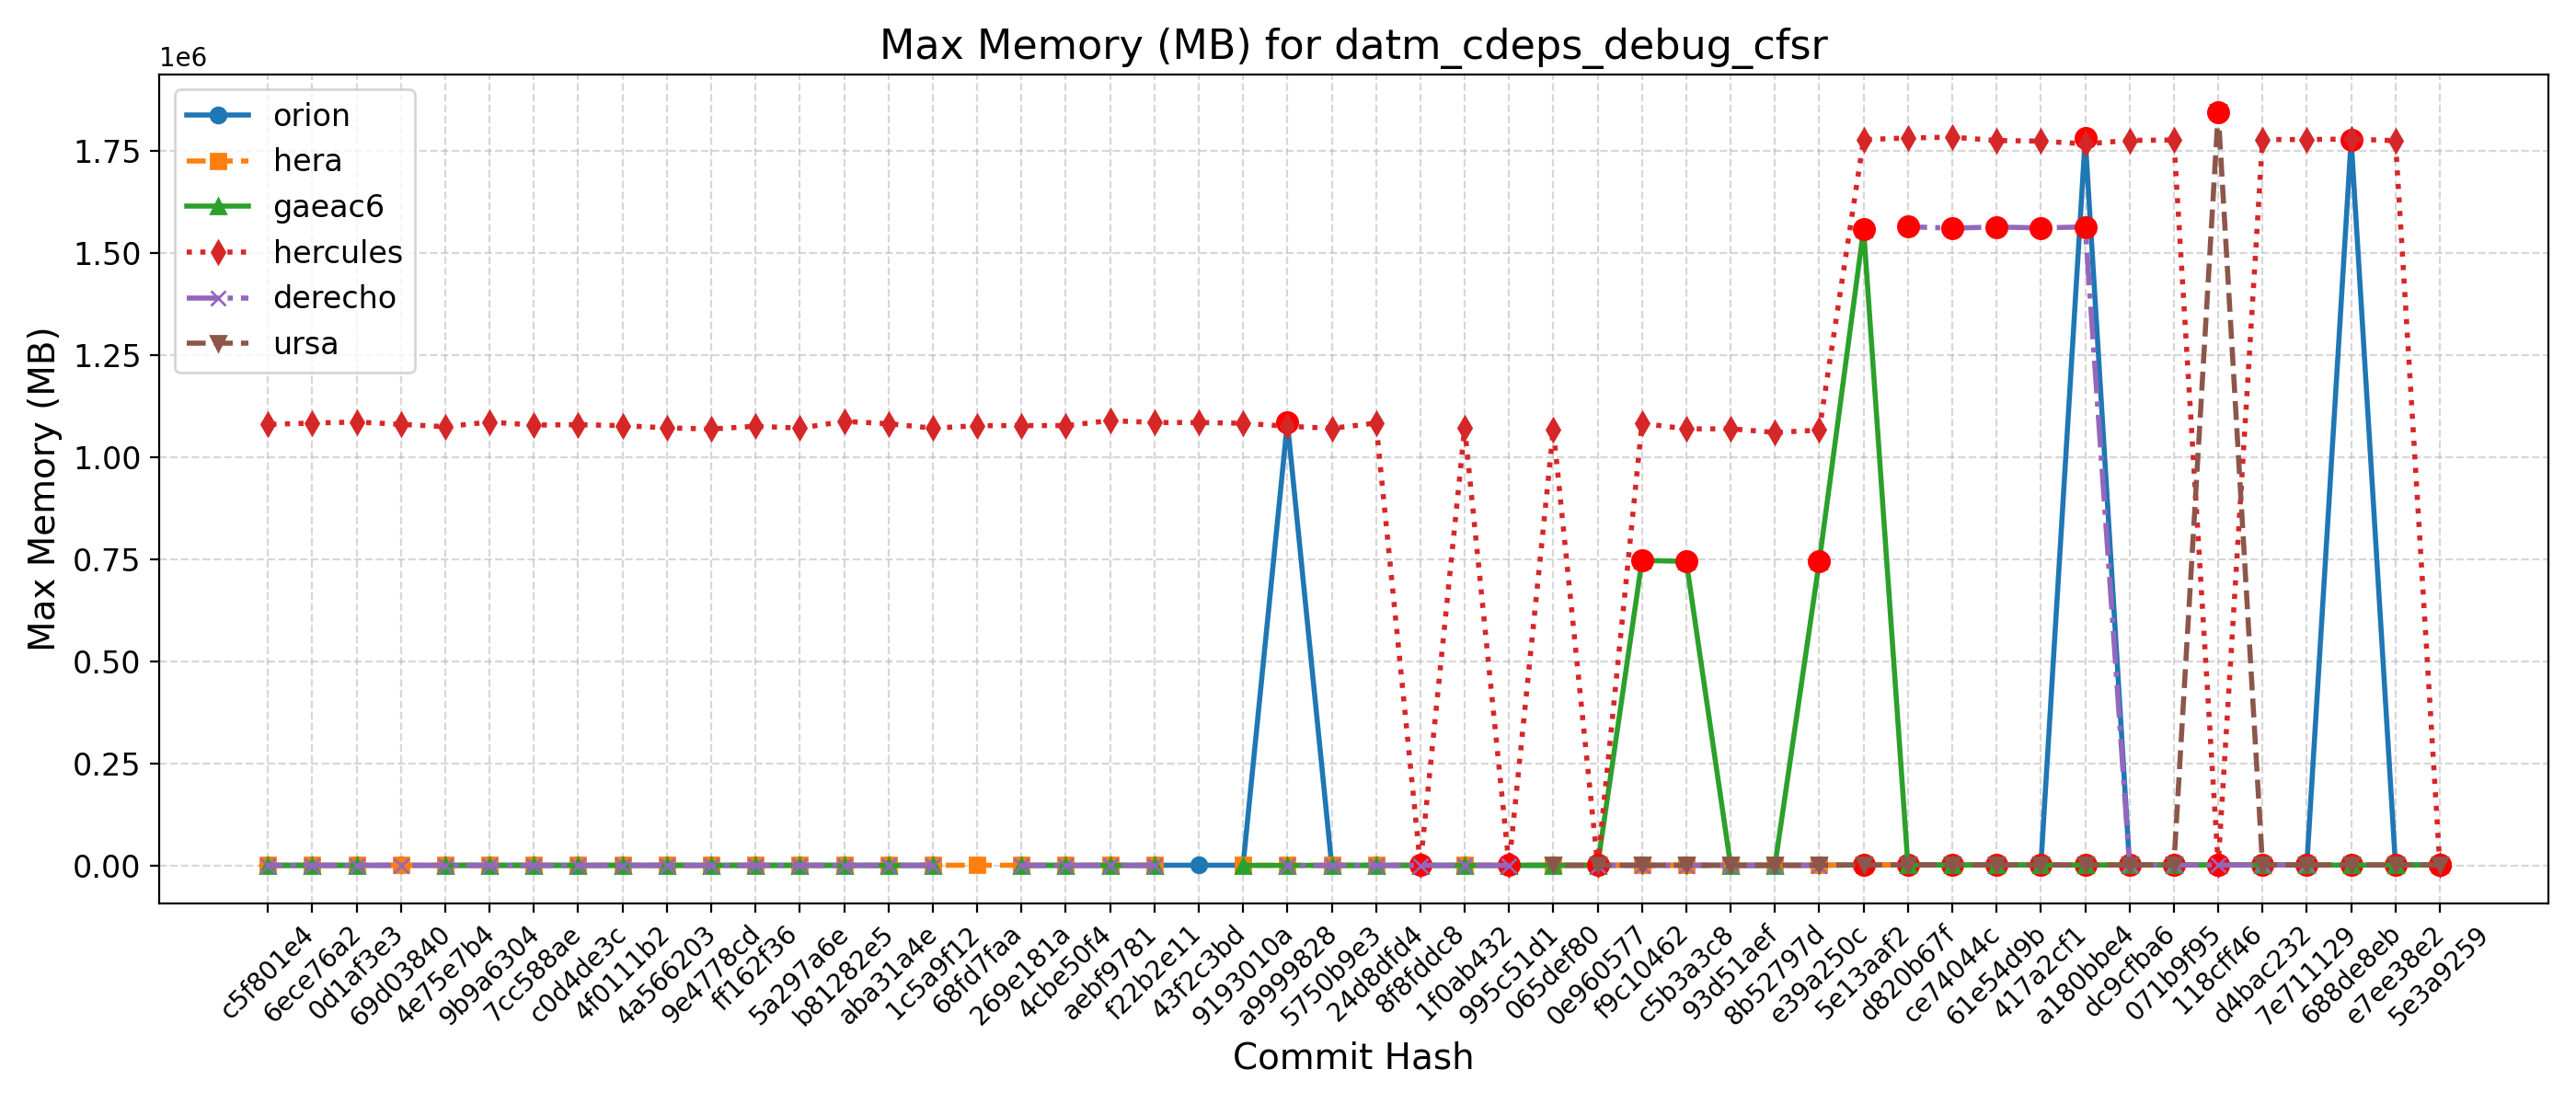 Max Memory (MB) for datm_cdeps_debug_cfsr
1e6
orion
hera
gaeac6
hercules
derecho
ursa
1.75
1.50
1.25
1.00
0.75
0.50
0.25
0.00
Max Memory (MB)
c5f801e4
6ece76a2
0d1af3e3
69d03840
4e75e7b4
9b9a6304
7cc588ae
c0d4de3c
4f0111b2
4a566203
9e4778cd
ff162f36
5a297a6e
b81282e5
aba31a4e
1c5a9f12
68fd7faa
269e181a
4cbe50f4
aebf9781
f22b2e11
43f2c3bd
9193010a
a9999828
5750b9e3
24d8dfd4
8f8fddc8
1f0ab432
995c51d1
065def80
0e960577
f9c10462
c5b3a3c8
93d51aef
8b52797d
e39a250c
5e13aaf2
d820b67f
ce74044c
61e54d9b
417a2cf1
a180bbe4
dc9cfba6
071b9f95
118cff46
d4bac232
7e711129
688de8eb
e7ee38e2
5e3a9259
Commit Hash